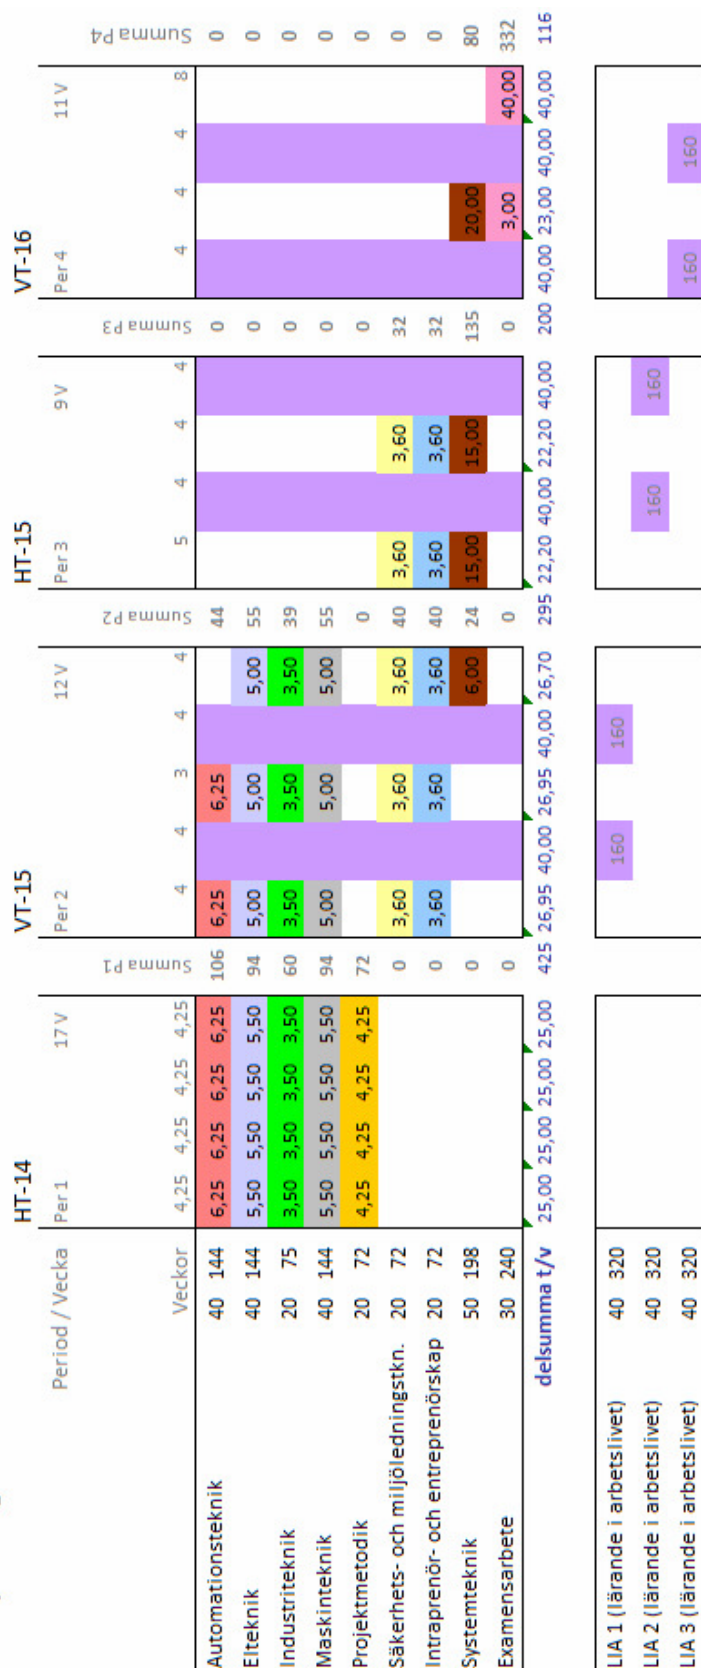 HT-14 VT-15 HT-15 VT-16
Period / Vecka Per 1 17 V Per 2 12 V Per 3 9 V Per 4 11 V
Veckor 4,25 4,25 4,25 4,25 Summa P1 4 4 3 4 4 Summa P2 5 4 4 4 Summa P3 4 4 4 8 Summa P4
Automationsteknik 40 144 6,25 6,25 6,25 6,25 106 6,25 6,25 44 0 0
Elteknik 40 144 5,50 5,50 5,50 5,50 94 5,00 5,00 5,00 55 0 0
Industriteknik 20 75 3,50 3,50 3,50 3,50 60 3,50 3,50 3,50 39 0 0
Maskinteknik 40 144 5,50 5,50 5,50 5,50 94 5,00 5,00 5,00 55 0 0
Projektmetodik 20 72 4,25 4,25 4,25 4,25 72 0 0 0
Säkerhets- och miljöledningstkn. 20 72 0 3,60 3,60 3,60 40 3,60 3,60 32 0
Intraprenör- och entreprenörskap 20 72 0 3,60 3,60 3,60 40 3,60 3,60 32 0
Systemteknik 50 198 0 6,00 24 15,00 15,00 135 20,00 80
Examensarbete 30 240 0 0 0 3,00 40,00 332
delsumma t/v 25,00 25,00 25,00 25,00 425 26,95 40,00 26,95 40,00 26,70 295 22,20 40,00 22,20 40,00 200 40,00 23,00 40,00 40,00 116
LIA 1 (lärande i arbetslivet) 40 320 160 160
LIA 2 (lärande i arbetslivet) 40 320 160 160
LIA 3 (lärande i arbetslivet) 40 320 160 160